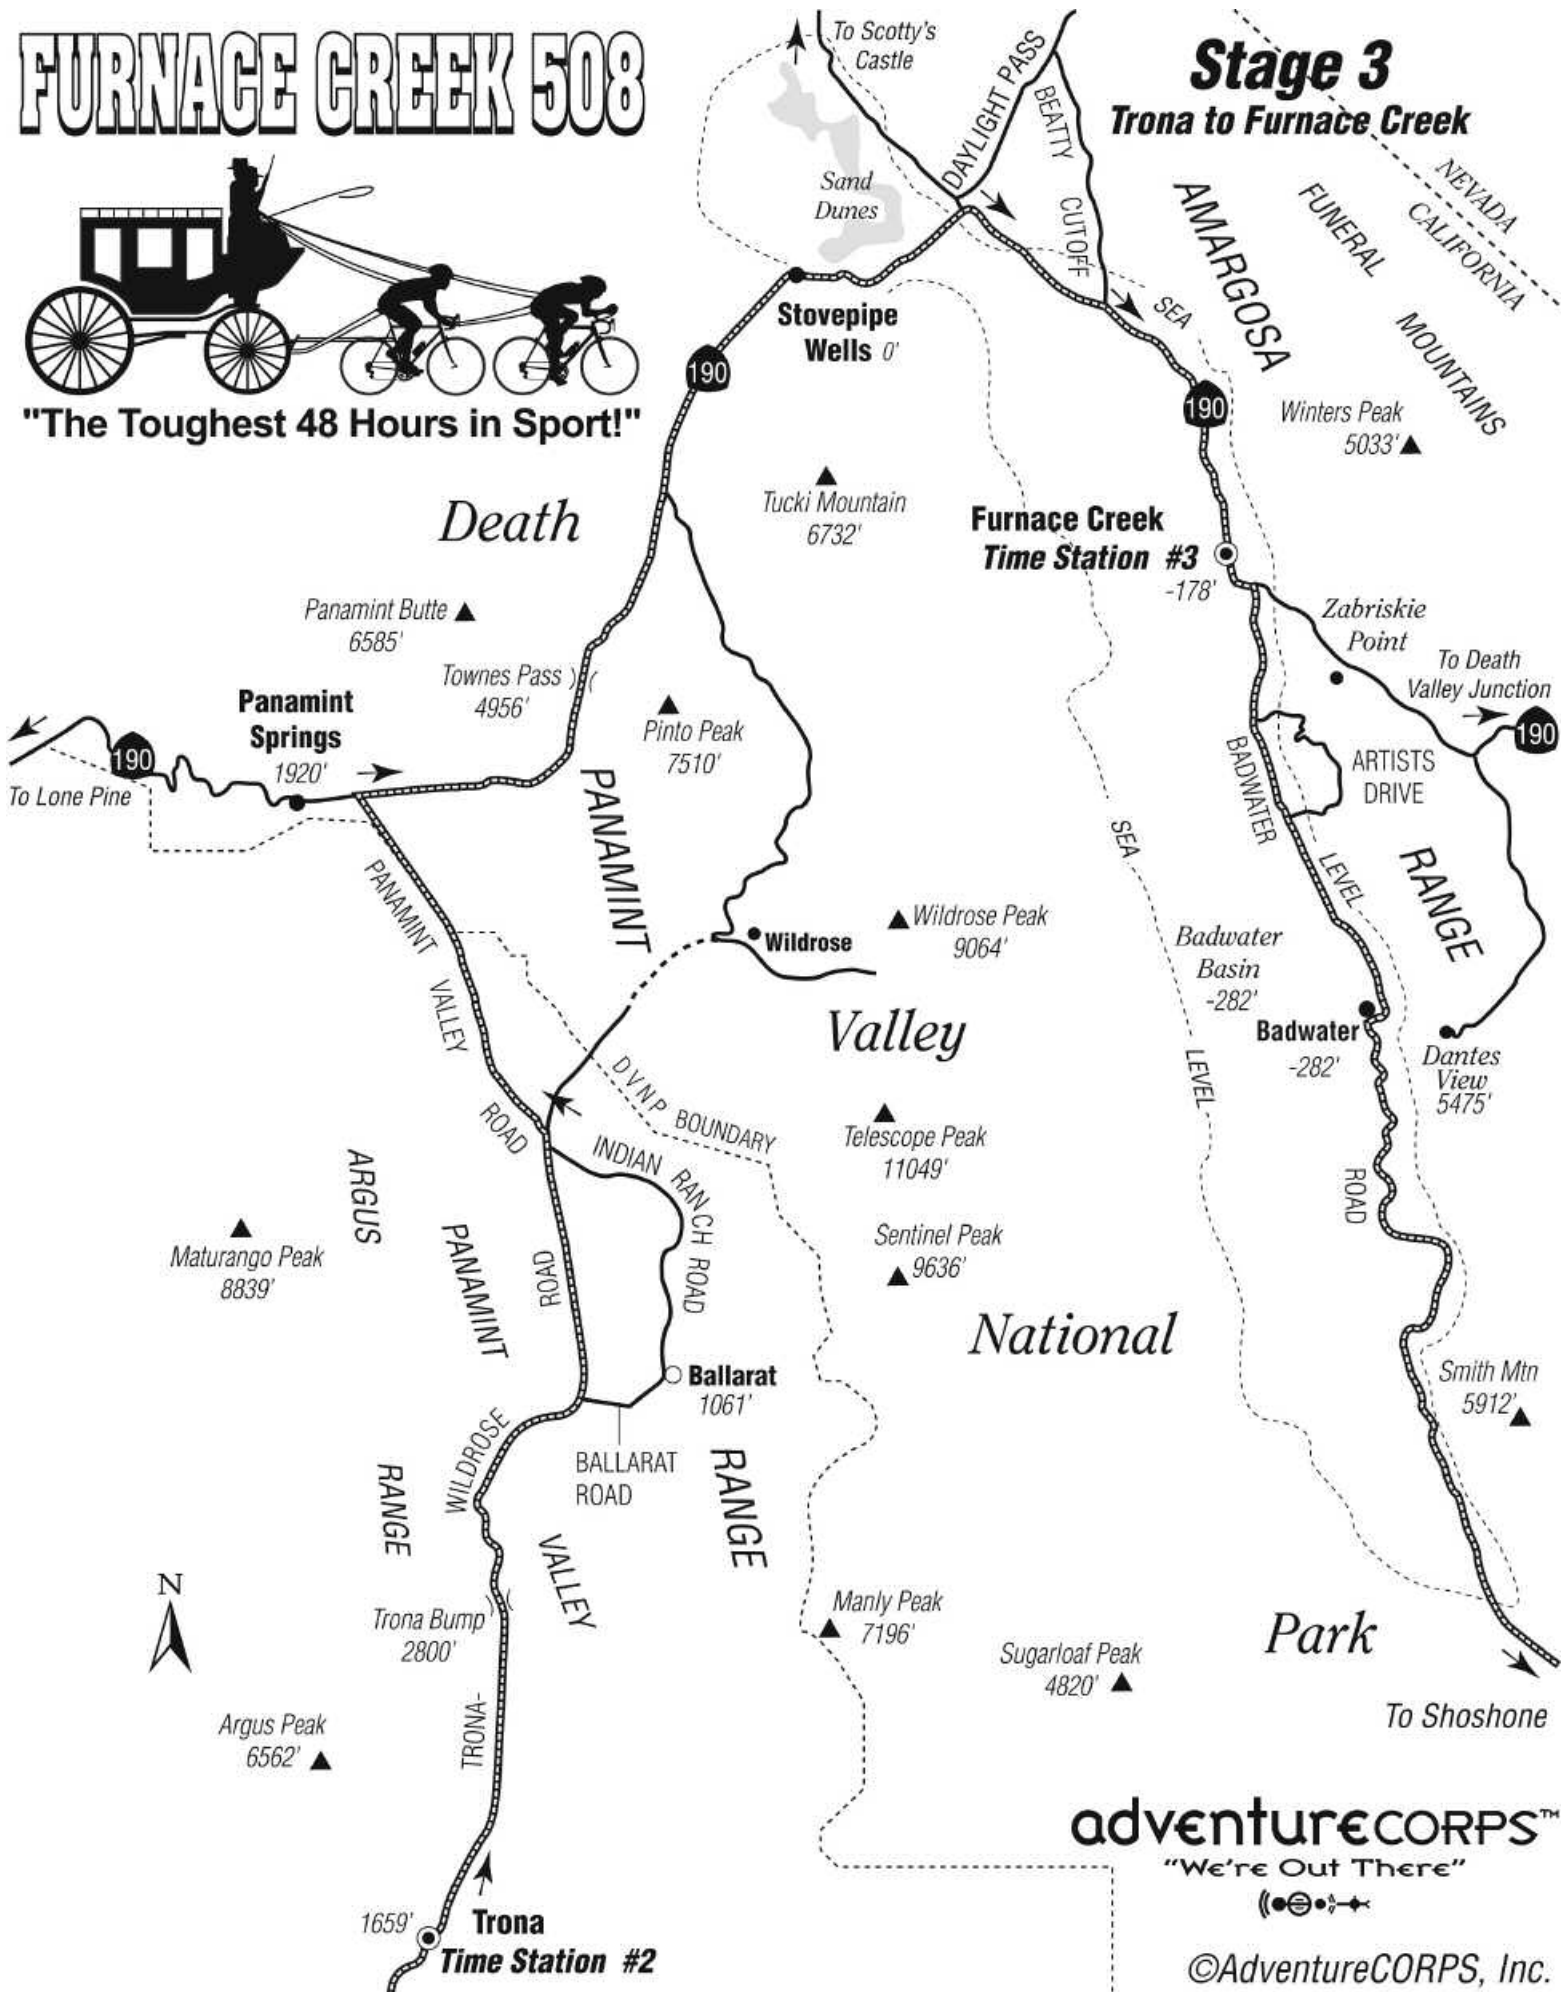 FURNACE CREEK 508
"The Toughest 48 Hours in Sport!"
Stage 3
Trona to Furnace Creek
To Scotty's
Castle
DAYLIGHT PASS
BEATTY
CUTOFF
Sand
Dunes
NEVADA
CALIFORNIA
AMARGOSA
FUNERAL
MOUNTAINS
SEA
Stovepipe
Wells 0'
190
190
Winters Peak
5033'
Tucki Mountain
6732'
Death
Furnace Creek
Time Station #3
-178'
Panamint Butte
6585'
Zabriskie
Point
To Death
Valley Junction
190
Townes Pass
4956'
Panamint
Springs
1920'
190
To Lone Pine
Pinto Peak
7510'
PANAMINT
BADWATER
ARTISTS
DRIVE
SEA
LEVEL
RANGE
PANAMINT
VALLEY
ROAD
Wildrose
Wildrose Peak
9064'
Badwater
Basin
-282'
Valley
Badwater
-282'
Dantes
View
5475'
LEVEL
DVNP BOUNDARY
Telescope Peak
11049'
INDIAN RANCH ROAD
ROAD
ARGUS
PANAMINT
ROAD
Maturango Peak
8839'
Sentinel Peak
9636'
National
Ballarat
1061'
Smith Mtn
5912'
WILDROSE
BALLARAT
ROAD
RANGE
RANGE
VALLEY
N
Trona Bump
2800'
Manly Peak
7196'
Park
Sugarloaf Peak
4820'
TRONA-
Argus Peak
6562'
To Shoshone
adventureCORPS™
"We're Out There"
1659'
Trona
Time Station #2
©AdventureCORPS, Inc.